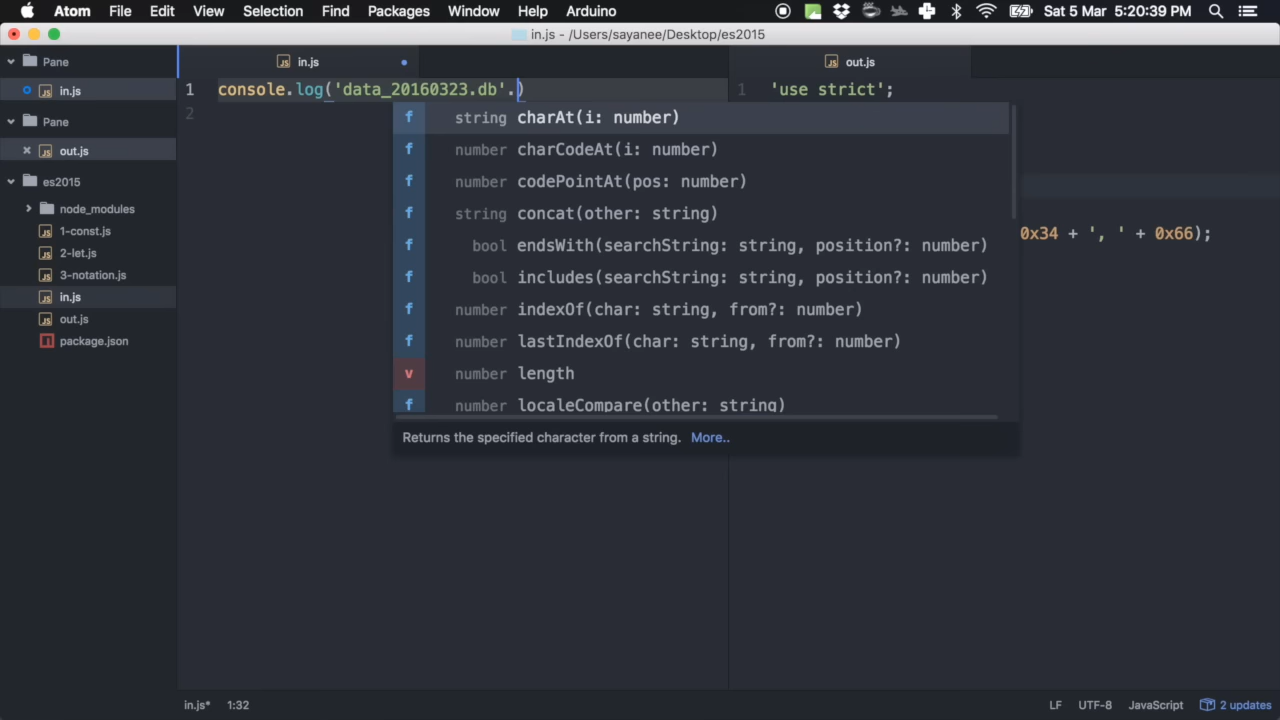 Atom File Edit View Selection Find Packages Window Help Arduino Sat 5 Mar 5:20:39 PM
in.js - /Users/sayanee/Desktop/es2015
Pane
in.js
Pane
out.js
es2015
node_modules
1-const.js
2-let.js
3-notation.js
in.js
out.js
package.json
in.js
1 console.log('data_20160323.db'.)
2
f string charAt(i: number)
f number charCodeAt(i: number)
f number codePointAt(pos: number)
f string concat(other: string)
f bool endsWith(searchString: string, position?: number)
f bool includes(searchString: string, position?: number)
f number indexOf(char: string, from?: number)
f number lastIndexOf(char: string, from?: number)
v number length
f number localeCompare(other: string)
Returns the specified character from a string. More..
out.js
1 'use strict';
0x34 + ', ' + 0x66);
in.js* 1:32 LF UTF-8 JavaScript 2 updates